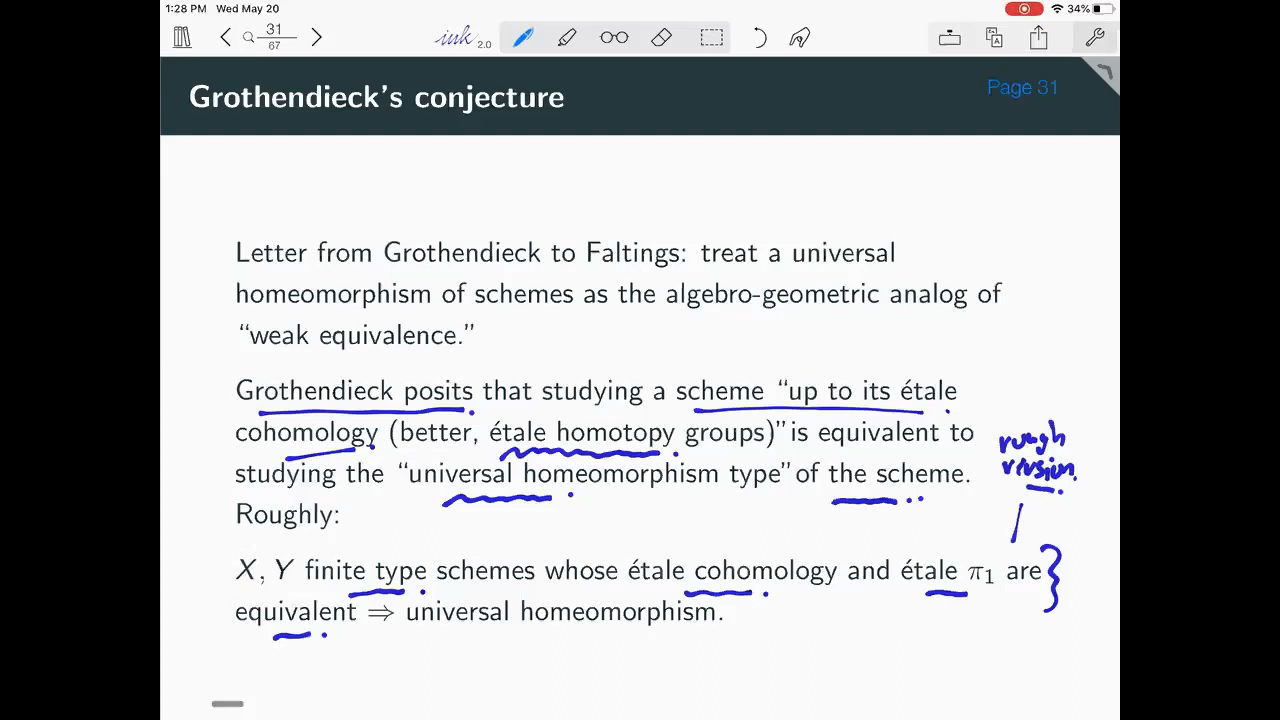 1:28 PM Wed May 20
34%
31
67
ink 2.0
Grothendieck's conjecture
Page 31
Letter from Grothendieck to Faltings: treat a universal
homeomorphism of schemes as the algebro-geometric analog of
“weak equivalence.”
Grothendieck posits that studying a scheme “up to its étale
cohomology (better, étale homotopy groups)”is equivalent to
studying the “universal homeomorphism type”of the scheme.
Roughly:
rough
version
X, Y finite type schemes whose étale cohomology and étale π₁ are
equivalent ⇒ universal homeomorphism.